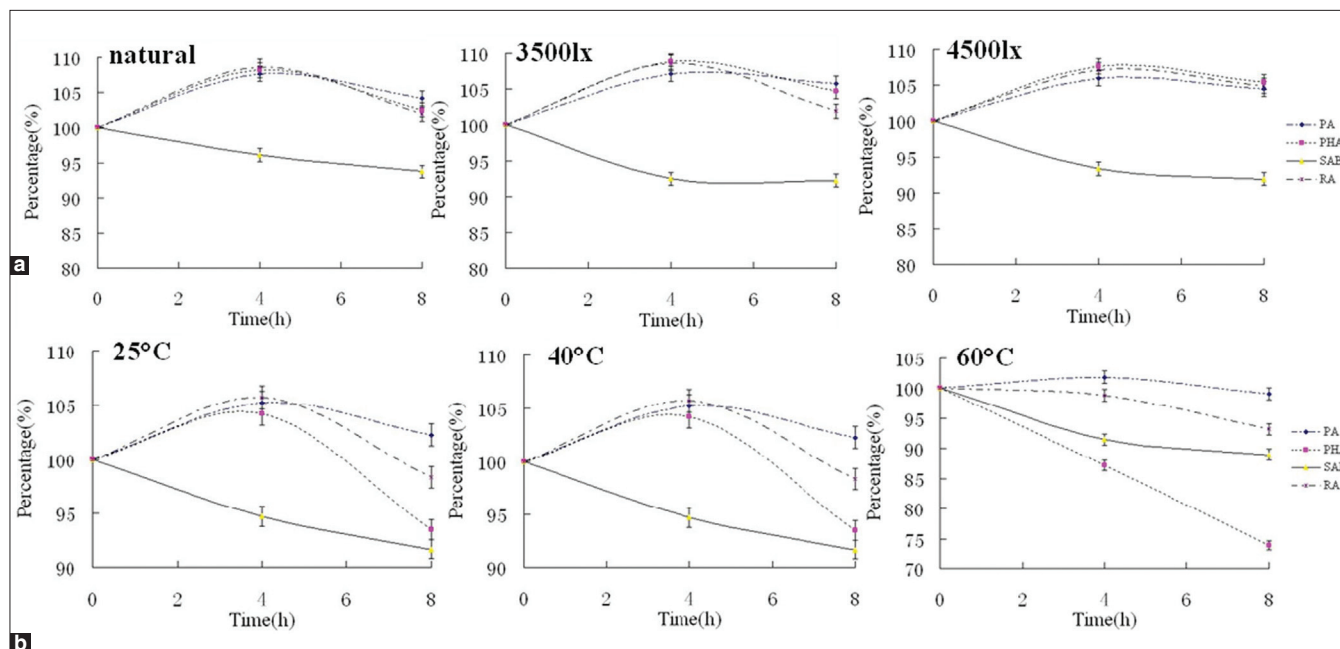 natural
110
105
100
95
90
85
80
Percentage(%)
0 2 4 6 8
Time(h)
3500lx
110
105
100
95
90
85
80
Percentage(%)
0 2 4 6 8
Time(h)
4500lx
110
105
100
95
90
85
80
Percentage(%)
0 2 4 6 8
Time(h)
PA
PHA
SAB
RA
a
25°C
110
105
100
95
90
Percentage(%)
0 2 4 6 8
Time(h)
40°C
110
105
100
95
90
Percentage(%)
0 2 4 6 8
Time(h)
60°C
105
100
95
90
85
80
75
70
Percentage(%)
0 2 4 6 8
Time(h)
PA
PHA
SAB
RA
b